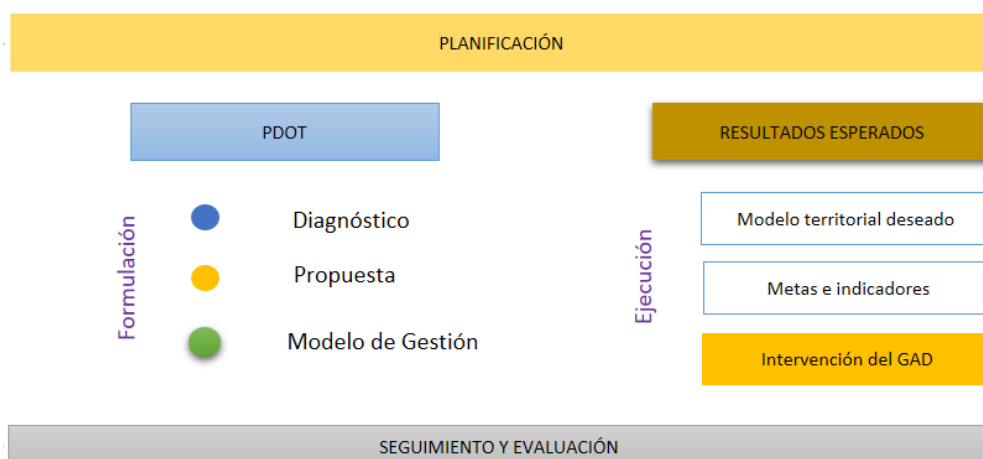 PLANIFICACIÓN
PDOT
RESULTADOS ESPERADOS
Formulación
Diagnóstico
Propuesta
Modelo de Gestión
Ejecución
Modelo territorial deseado
Metas e indicadores
Intervención del GAD
SEGUIMIENTO Y EVALUACIÓN